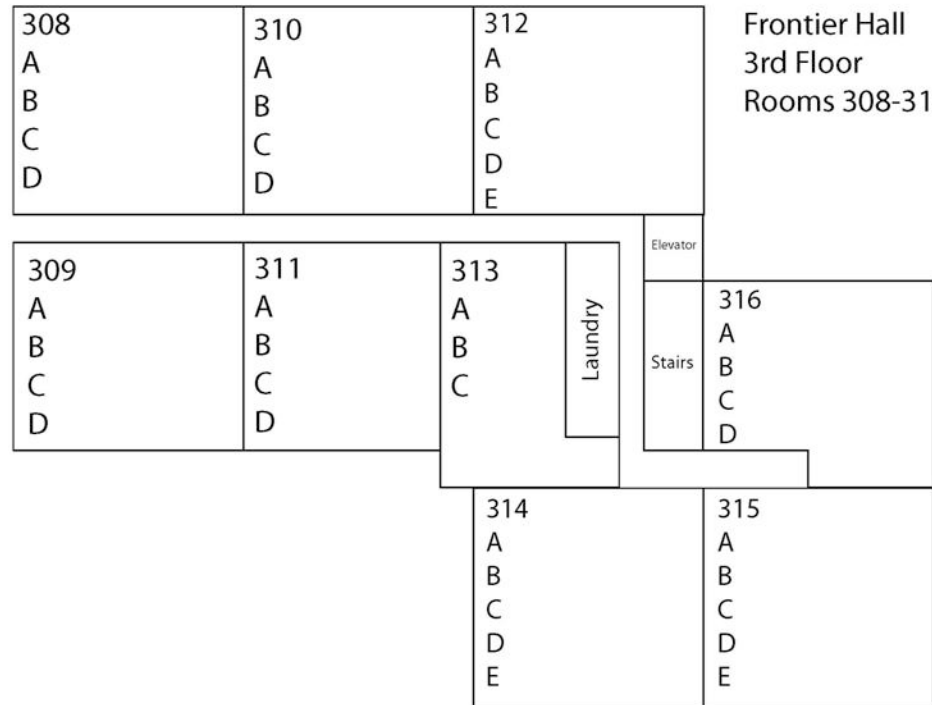 308
A
B
C
D
310
A
B
C
D
312
A
B
C
D
E
Frontier Hall
3rd Floor
Rooms 308-31
309
A
B
C
D
311
A
B
C
D
313
A
B
C
Laundry
Elevator
Stairs
316
A
B
C
D
314
A
B
C
D
E
315
A
B
C
D
E